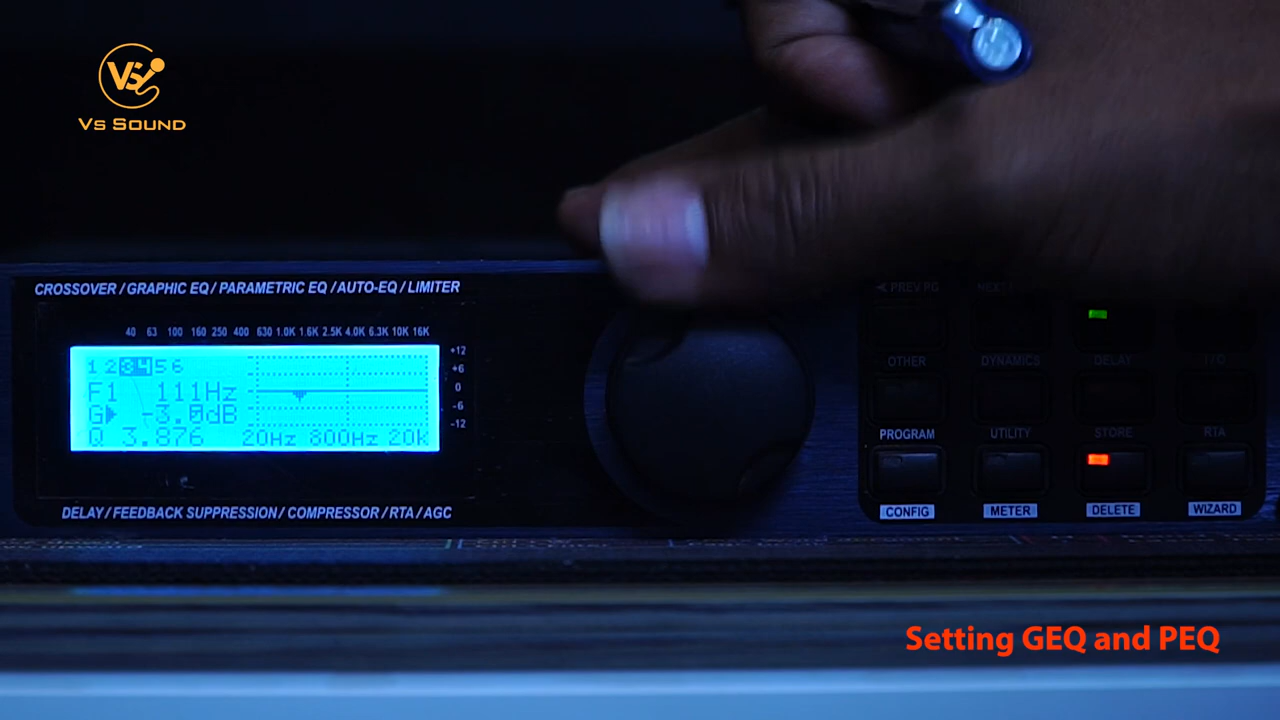 VS
VS SOUND
CROSSOVER / GRAPHIC EQ / PARAMETRIC EQ / AUTO-EQ / LIMITER
40 63 100 160 250 400 630 1.0K 1.6K 2.5K 4.0K 6.3K 10K 16K
+12
+6
0
-6
-12
1 2 3 4 5 6
F1 111Hz
G -3.0dB
Q 3.876
20Hz 800Hz 20k
DELAY / FEEDBACK SUPPRESSION / COMPRESSOR / RTA / AGC
◀ PREV PG
OTHER DYNAMICS DELAY I/O
PROGRAM UTILITY STORE RTA
CONFIG METER DELETE WIZARD
Setting GEQ and PEQ